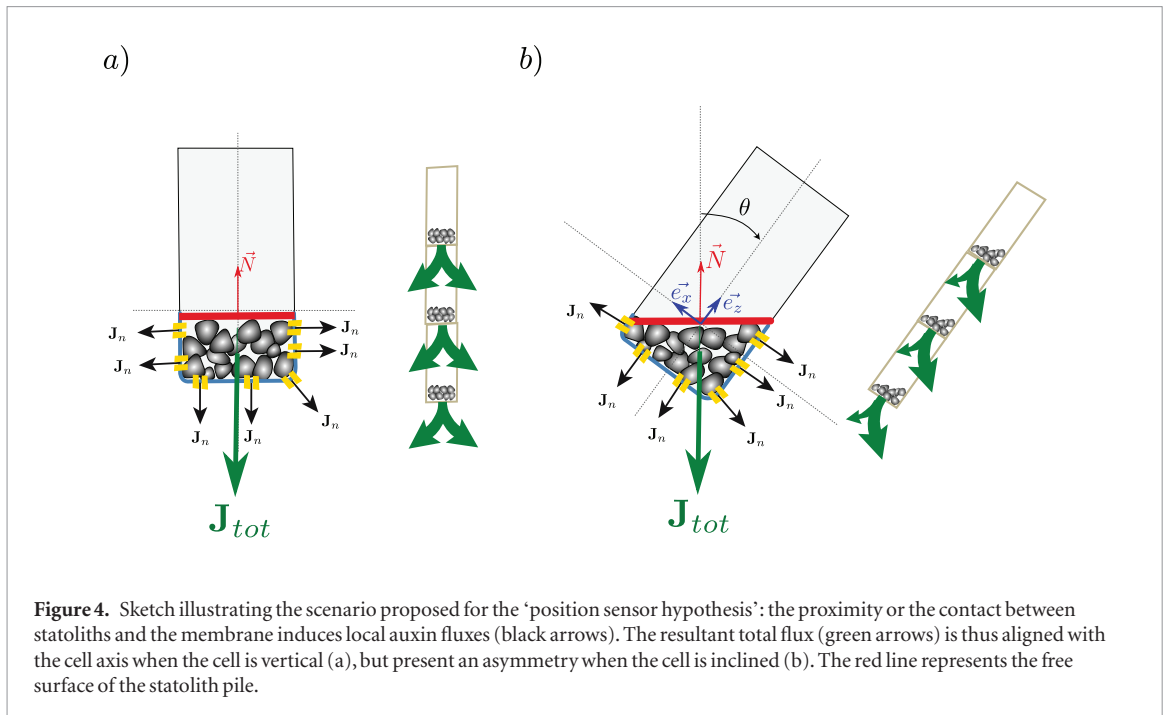 a)
b)
θ
N⃗
N⃗
e⃗x
e⃗z
Jn
Jn
Jn
Jn
Jn
Jn
Jn
Jn
Jn
Jn
Jn
Jn
Jn
Jtot
Jtot
Figure 4. Sketch illustrating the scenario proposed for the ‘position sensor hypothesis’: the proximity or the contact between
statoliths and the membrane induces local auxin fluxes (black arrows). The resultant total flux (green arrows) is thus aligned with
the cell axis when the cell is vertical (a), but present an asymmetry when the cell is inclined (b). The red line represents the free
surface of the statolith pile.